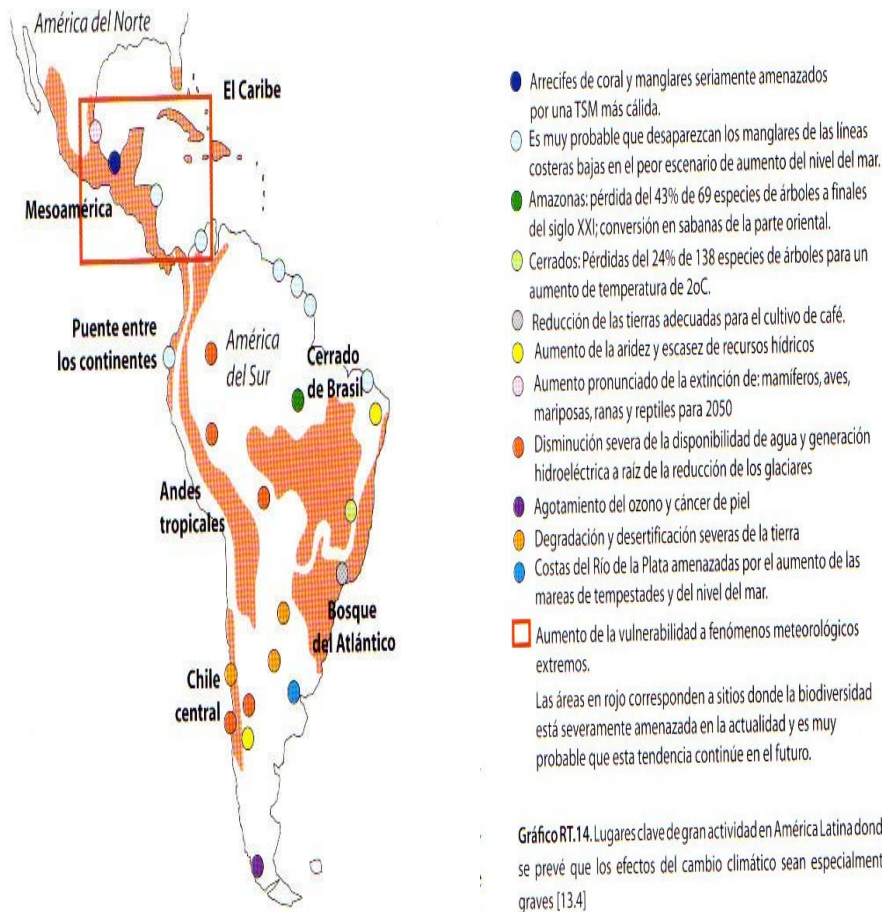 América del Norte
El Caribe
Mesoamérica
Puente entre
los continentes
América
del Sur
Cerrado
de Brasil
Andes
tropicales
Bosque
del Atlántico
Chile
central
Arrecifes de coral y manglares seriamente amenazados
por una TSM más cálida.
Es muy probable que desaparezcan los manglares de las líneas
costeras bajas en el peor escenario de aumento del nivel del mar.
Amazonas: pérdida del 43% de 69 especies de árboles a finales
del siglo XXI; conversión en sabanas de la parte oriental.
Cerrados: Pérdidas del 24% de 138 especies de árboles para un
aumento de temperatura de 2oC.
Reducción de las tierras adecuadas para el cultivo de café.
Aumento de la aridez y escasez de recursos hídricos
Aumento pronunciado de la extinción de: mamíferos, aves,
mariposas, ranas y reptiles para 2050
Disminución severa de la disponibilidad de agua y generación
hidroeléctrica a raíz de la reducción de los glaciares
Agotamiento del ozono y cáncer de piel
Degradación y desertificación severas de la tierra
Costas del Río de la Plata amenazadas por el aumento de las
mareas de tempestades y del nivel del mar.
Aumento de la vulnerabilidad a fenómenos meteorológicos
extremos.
Las áreas en rojo corresponden a sitios donde la biodiversidad
está severamente amenazada en la actualidad y es muy
probable que esta tendencia continúe en el futuro.
Gráfico RT.14. Lugares clave de gran actividad en América Latina dond
se prevé que los efectos del cambio climático sean especialment
graves [13.4]